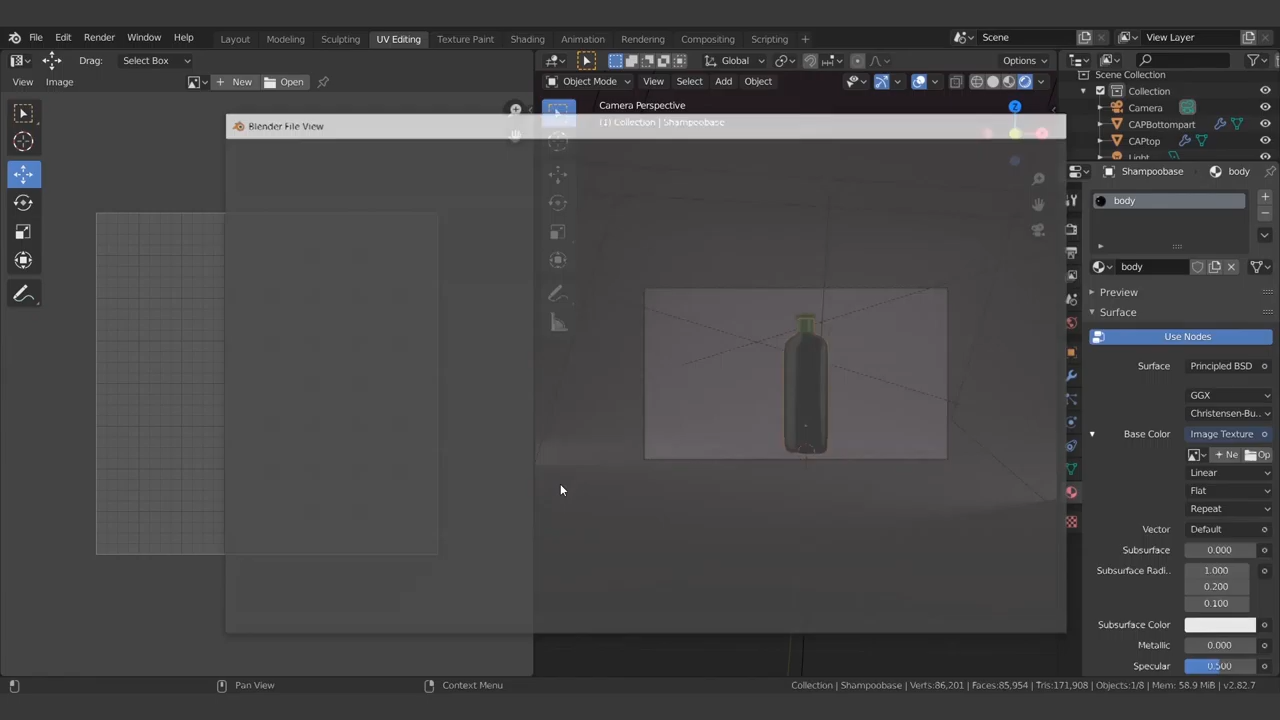 File Edit Render Window Help Layout Modeling Sculpting UV Editing Texture Paint Shading Animation Rendering Compositing Scripting + Scene View Layer
Drag: Select Box Global Options
View Image New Open Object Mode View Select Add Object
Scene Collection
Collection
Camera
CAPBottompart
CAPtop
Light
Camera Perspective
(1) Collection | Shampoobase
Z
Blender File View
Shampoobase body
body
body
Preview
Surface
Use Nodes
Surface Principled BSD
GGX
Christensen-Bu..
Base Color Image Texture
Ne Op
Linear
Flat
Repeat
Vector Default
Subsurface 0.000
Subsurface Radi.. 1.000
0.200
0.100
Subsurface Color
Metallic 0.000
Specular 0.500
Pan View Context Menu Collection | Shampoobase | Verts:86,201 | Faces:85,954 | Tris:171,908 | Objects:1/8 | Mem: 58.9 MiB | v2.82.7